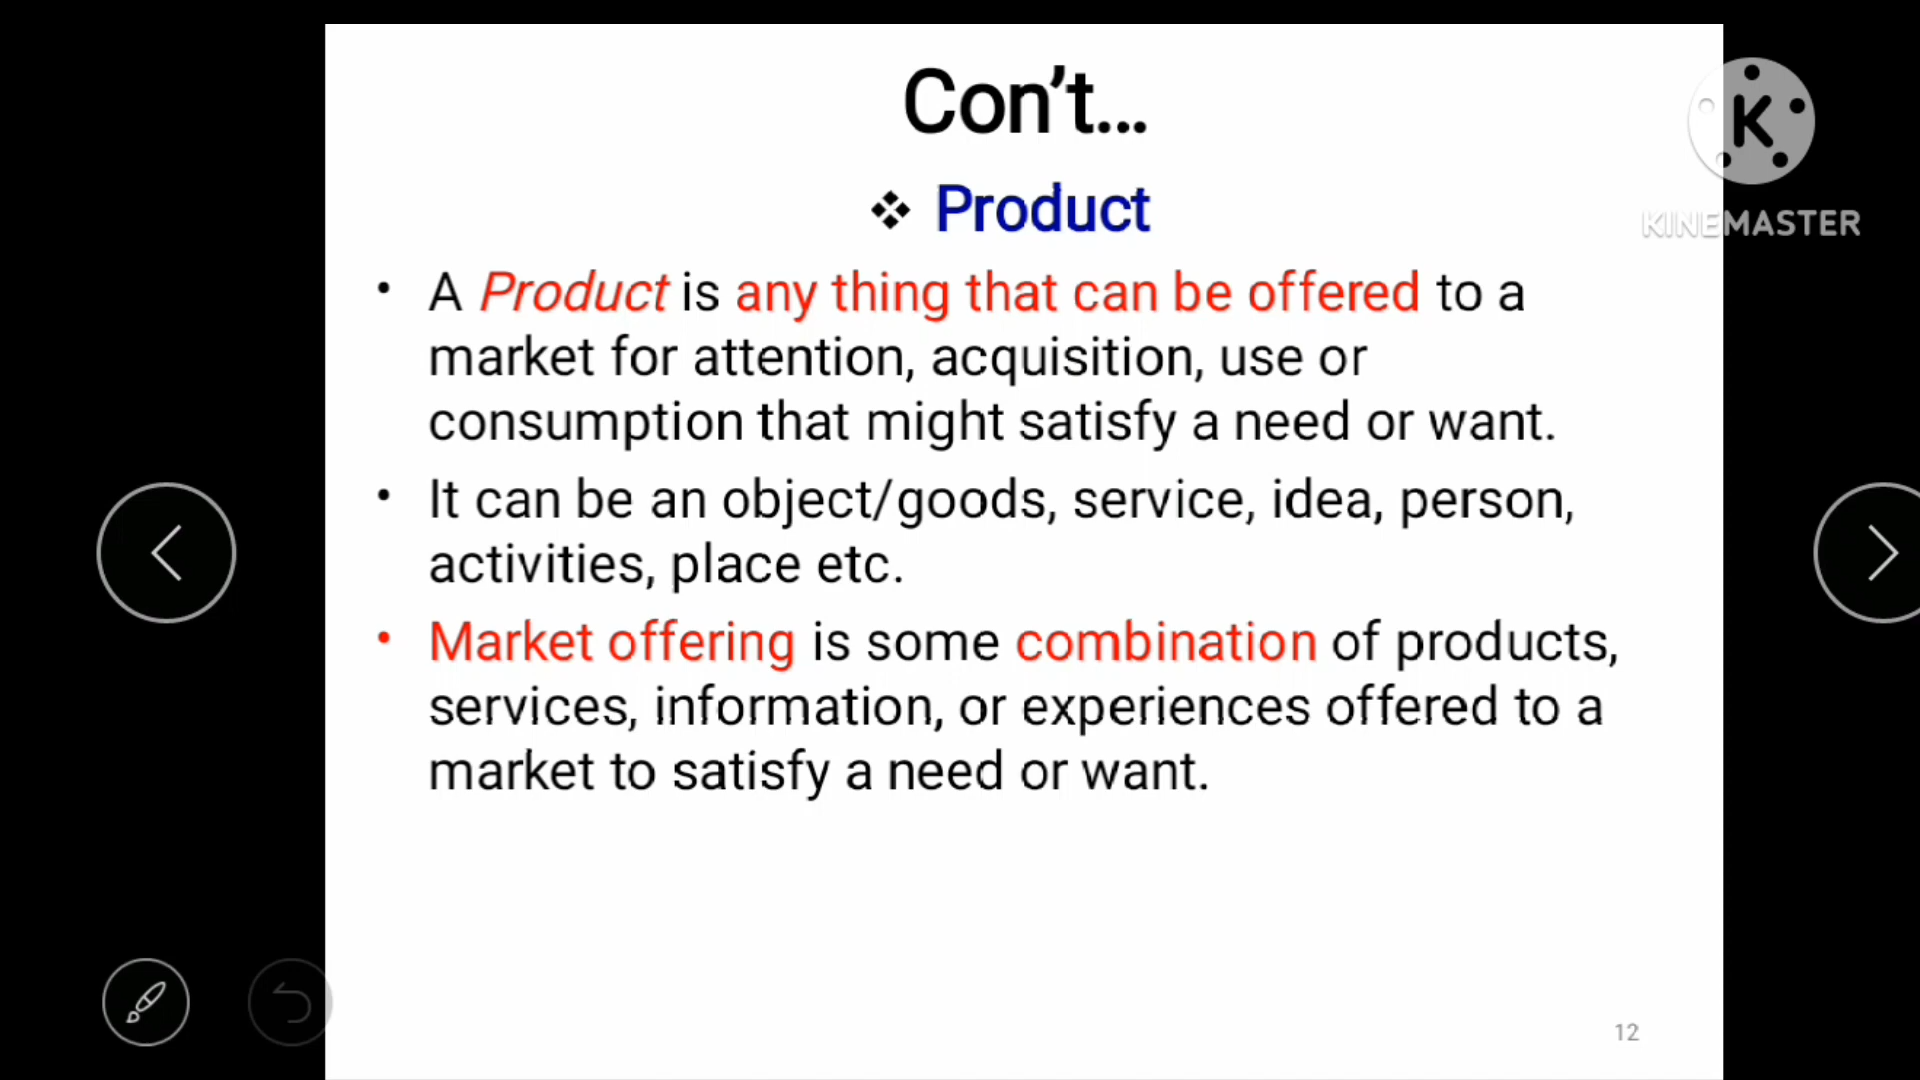 Con't...
❖ Product
K
KINEMASTER
• A Product is any thing that can be offered to a
market for attention, acquisition, use or
consumption that might satisfy a need or want.
• It can be an object/goods, service, idea, person,
activities, place etc.
• Market offering is some combination of products,
services, information, or experiences offered to a
market to satisfy a need or want.
12